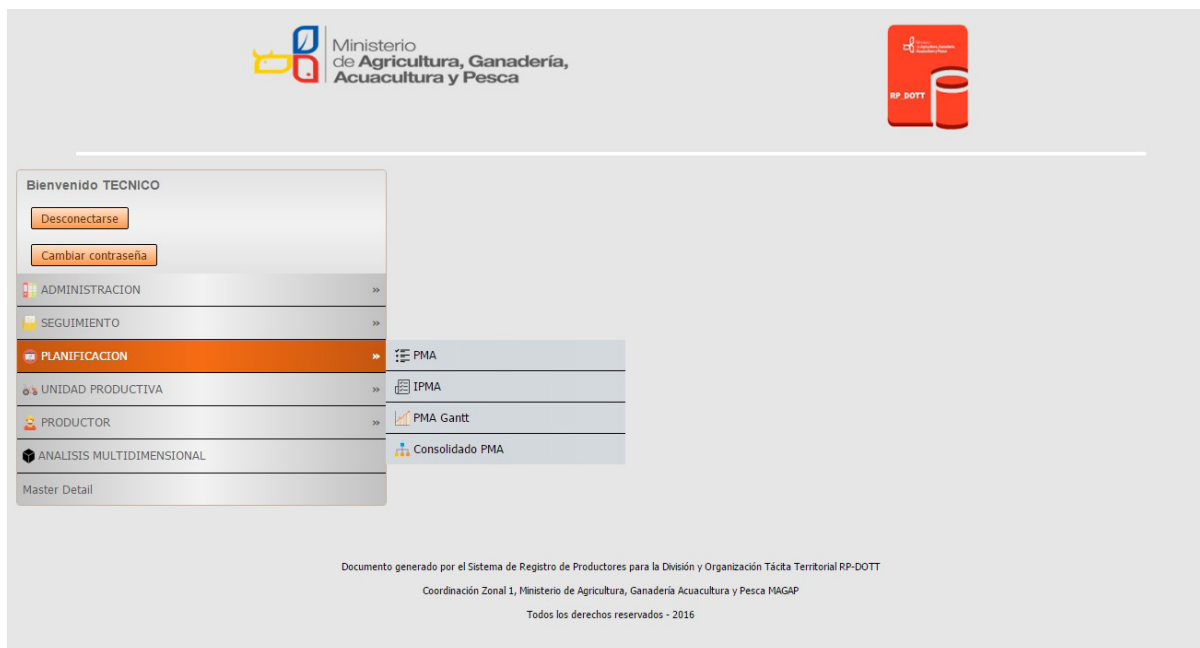 Ministerio
de Agricultura, Ganadería,
Acuacultura y Pesca
RP_DOTT
Bienvenido TECNICO
Desconectarse
Cambiar contraseña
ADMINISTRACION »
SEGUIMIENTO »
PLANIFICACION »
UNIDAD PRODUCTIVA »
PRODUCTOR »
ANALISIS MULTIDIMENSIONAL
Master Detail
PMA
IPMA
PMA Gantt
Consolidado PMA
Documento generado por el Sistema de Registro de Productores para la División y Organización Tácita Territorial RP-DOTT
Coordinación Zonal 1, Ministerio de Agricultura, Ganadería Acuacultura y Pesca MAGAP
Todos los derechos reservados - 2016